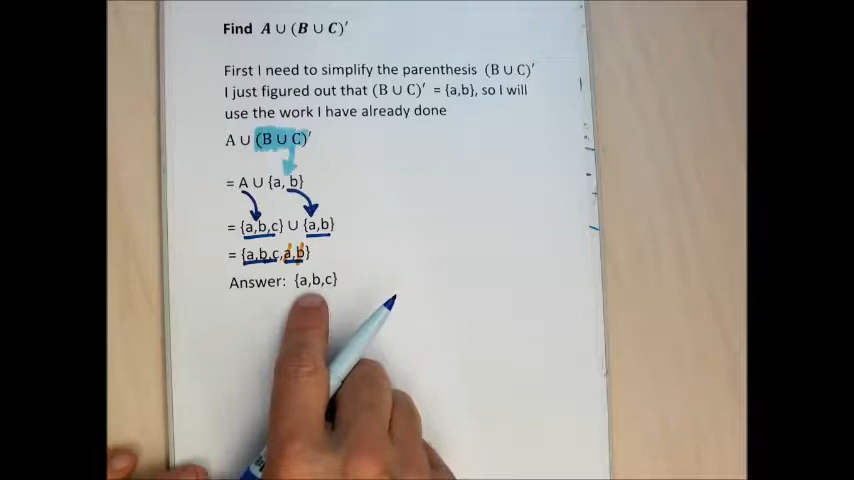 Find A ∪ (B ∪ C)′
First I need to simplify the parenthesis (B ∪ C)′
I just figured out that (B ∪ C)′ = {a,b}, so I will
use the work I have already done
A ∪ (B ∪ C)′
= A ∪ {a, b}
= {a,b,c} ∪ {a,b}
= {a,b,c,a,b}
Answer: {a,b,c}